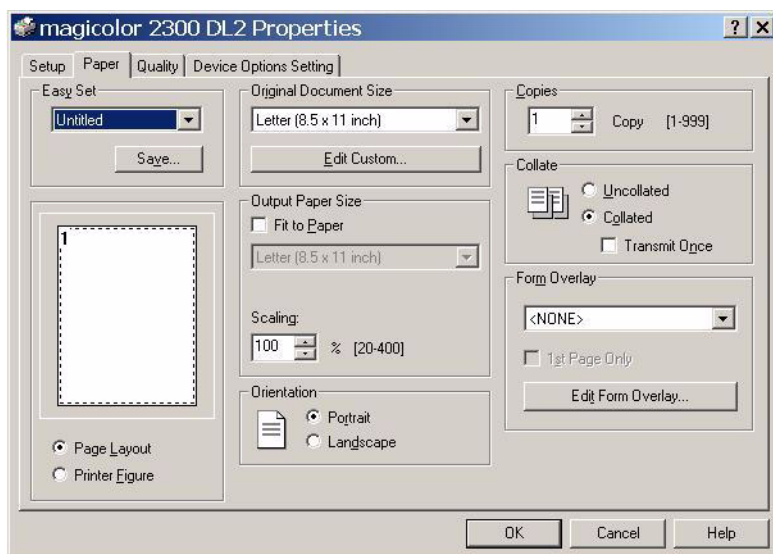 magicolor 2300 DL2 Properties
Setup Paper Quality Device Options Setting
Easy Set
Untitled
Save...
1
Page Layout
Printer Figure
Original Document Size
Letter (8.5 x 11 inch)
Edit Custom...
Output Paper Size
Fit to Paper
Letter (8.5 x 11 inch)
Scaling:
100 % [20-400]
Orientation
Portrait
Landscape
Copies
1 Copy [1-999]
Collate
Uncollated
Collated
Transmit Once
Form Overlay
<NONE>
1st Page Only
Edit Form Overlay...
OK Cancel Help